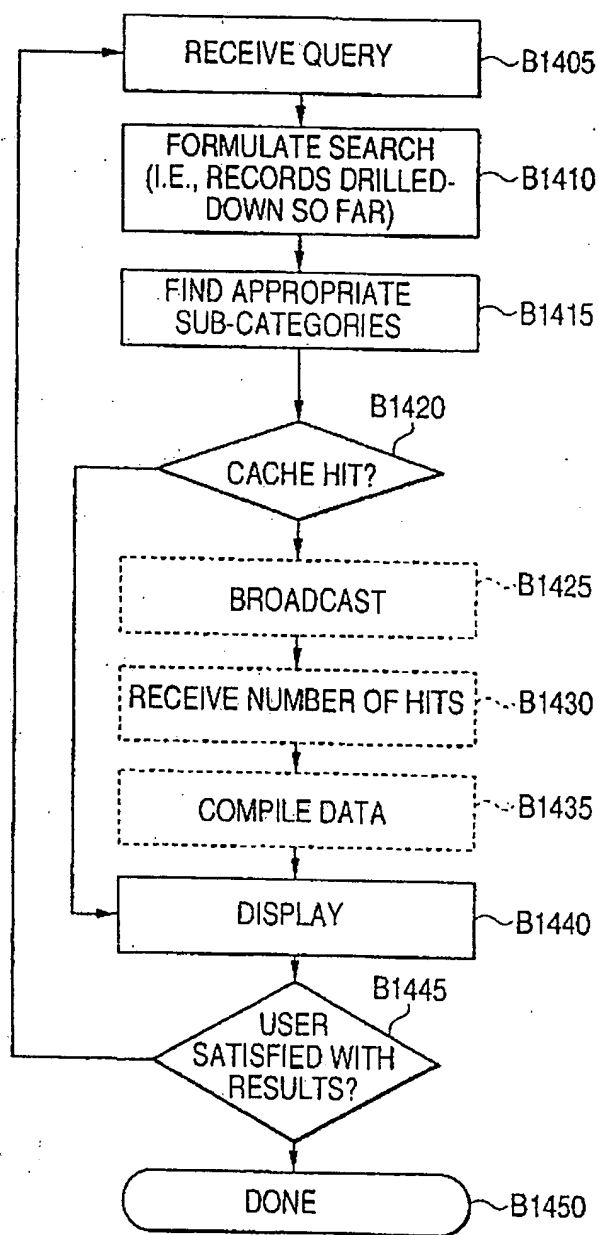 RECEIVE QUERY
B1405
FORMULATE SEARCH
(I.E., RECORDS DRILLED-
DOWN SO FAR)
B1410
FIND APPROPRIATE
SUB-CATEGORIES
B1415
B1420
CACHE HIT?
BROADCAST
B1425
RECEIVE NUMBER OF HITS
B1430
COMPILE DATA
B1435
DISPLAY
B1440
B1445
USER
SATISFIED WITH
RESULTS?
DONE
B1450